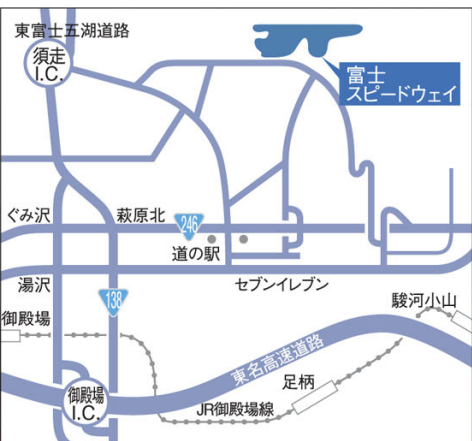 東富士五湖道路
須走
I.C.
富士
スピードウェイ
ぐみ沢
萩原北
246
道の駅
湯沢
セブンイレブン
138
駿河小山
御殿場
東名高速道路
足柄
御殿場
I.C.
JR御殿場線